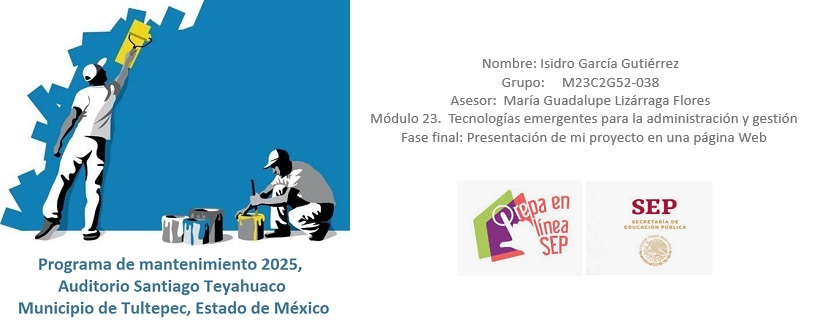 Programa de mantenimiento 2025,
Auditorio Santiago Teyahuaco
Municipio de Tultepec, Estado de México
Nombre: Isidro García Gutiérrez
Grupo: M23C2G52-038
Asesor: María Guadalupe Lizárraga Flores
Módulo 23. Tecnologías emergentes para la administración y gestión
Fase final: Presentación de mi proyecto en una página Web
Prepa en
línea
SEP
SEP
SECRETARÍA DE
EDUCACIÓN PÚBLICA